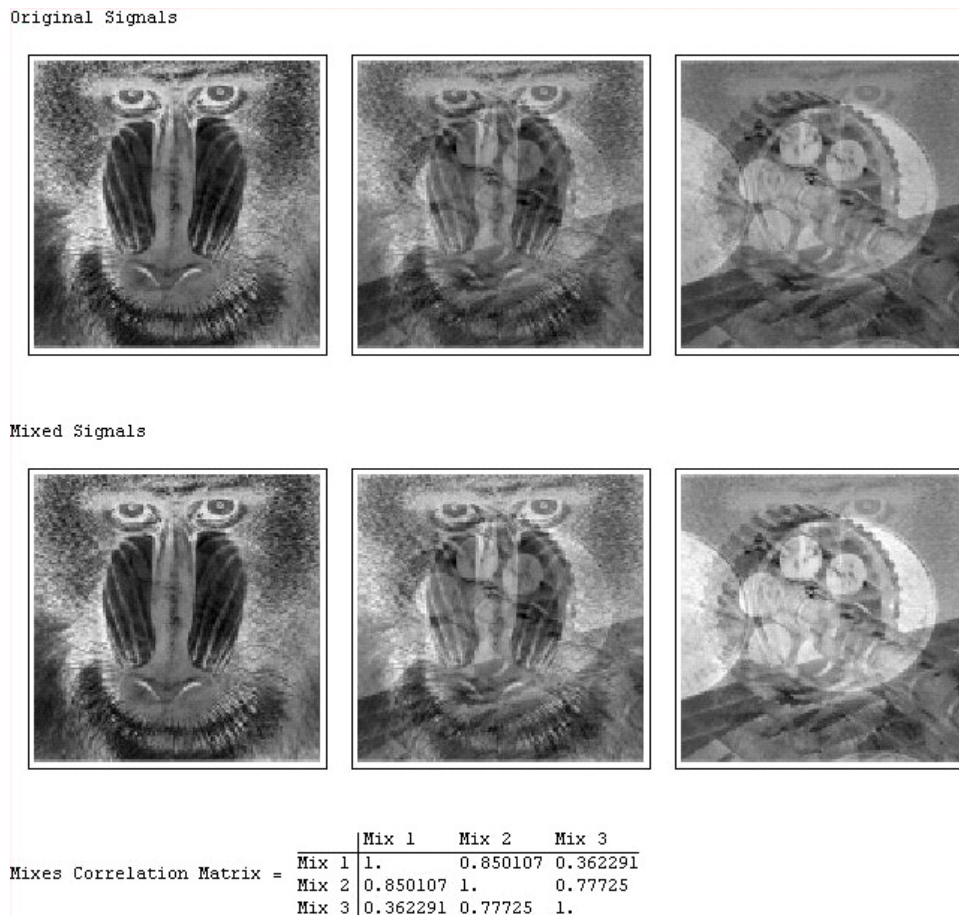 Original Signals
Mixed Signals
Mix 1 Mix 2 Mix 3
Mix 1 1. 0.850107 0.362291
Mixes Correlation Matrix = Mix 2 0.850107 1. 0.77725
Mix 3 0.362291 0.77725 1.